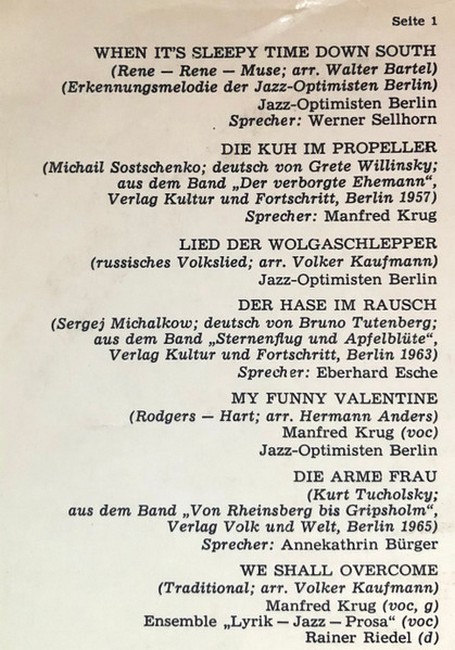 Seite 1
WHEN IT'S SLEEPY TIME DOWN SOUTH
(Rene — Rene — Muse; arr. Walter Bartel)
(Erkennungsmelodie der Jazz-Optimisten Berlin)
Jazz-Optimisten Berlin
Sprecher: Werner Sellhorn
DIE KUH IM PROPELLER
(Michail Sostschenko; deutsch von Grete Willinsky;
aus dem Band „Der verborgte Ehemann“,
Verlag Kultur und Fortschritt, Berlin 1957)
Sprecher: Manfred Krug
LIED DER WOLGASCHLEPPER
(russisches Volkslied; arr. Volker Kaufmann)
Jazz-Optimisten Berlin
DER HASE IM RAUSCH
(Sergej Michalkow; deutsch von Bruno Tutenberg;
aus dem Band „Sternenflug und Apfelblüte“,
Verlag Kultur und Fortschritt, Berlin 1963)
Sprecher: Eberhard Esche
MY FUNNY VALENTINE
(Rodgers — Hart; arr. Hermann Anders)
Manfred Krug (voc)
Jazz-Optimisten Berlin
DIE ARME FRAU
(Kurt Tucholsky;
aus dem Band „Von Rheinsberg bis Gripsholm“,
Verlag Volk und Welt, Berlin 1965)
Sprecher: Annekathrin Bürger
WE SHALL OVERCOME
(Traditional; arr. Volker Kaufmann)
Manfred Krug (voc, g)
Ensemble „Lyrik — Jazz — Prosa“ (voc)
Rainer Riedel (d)